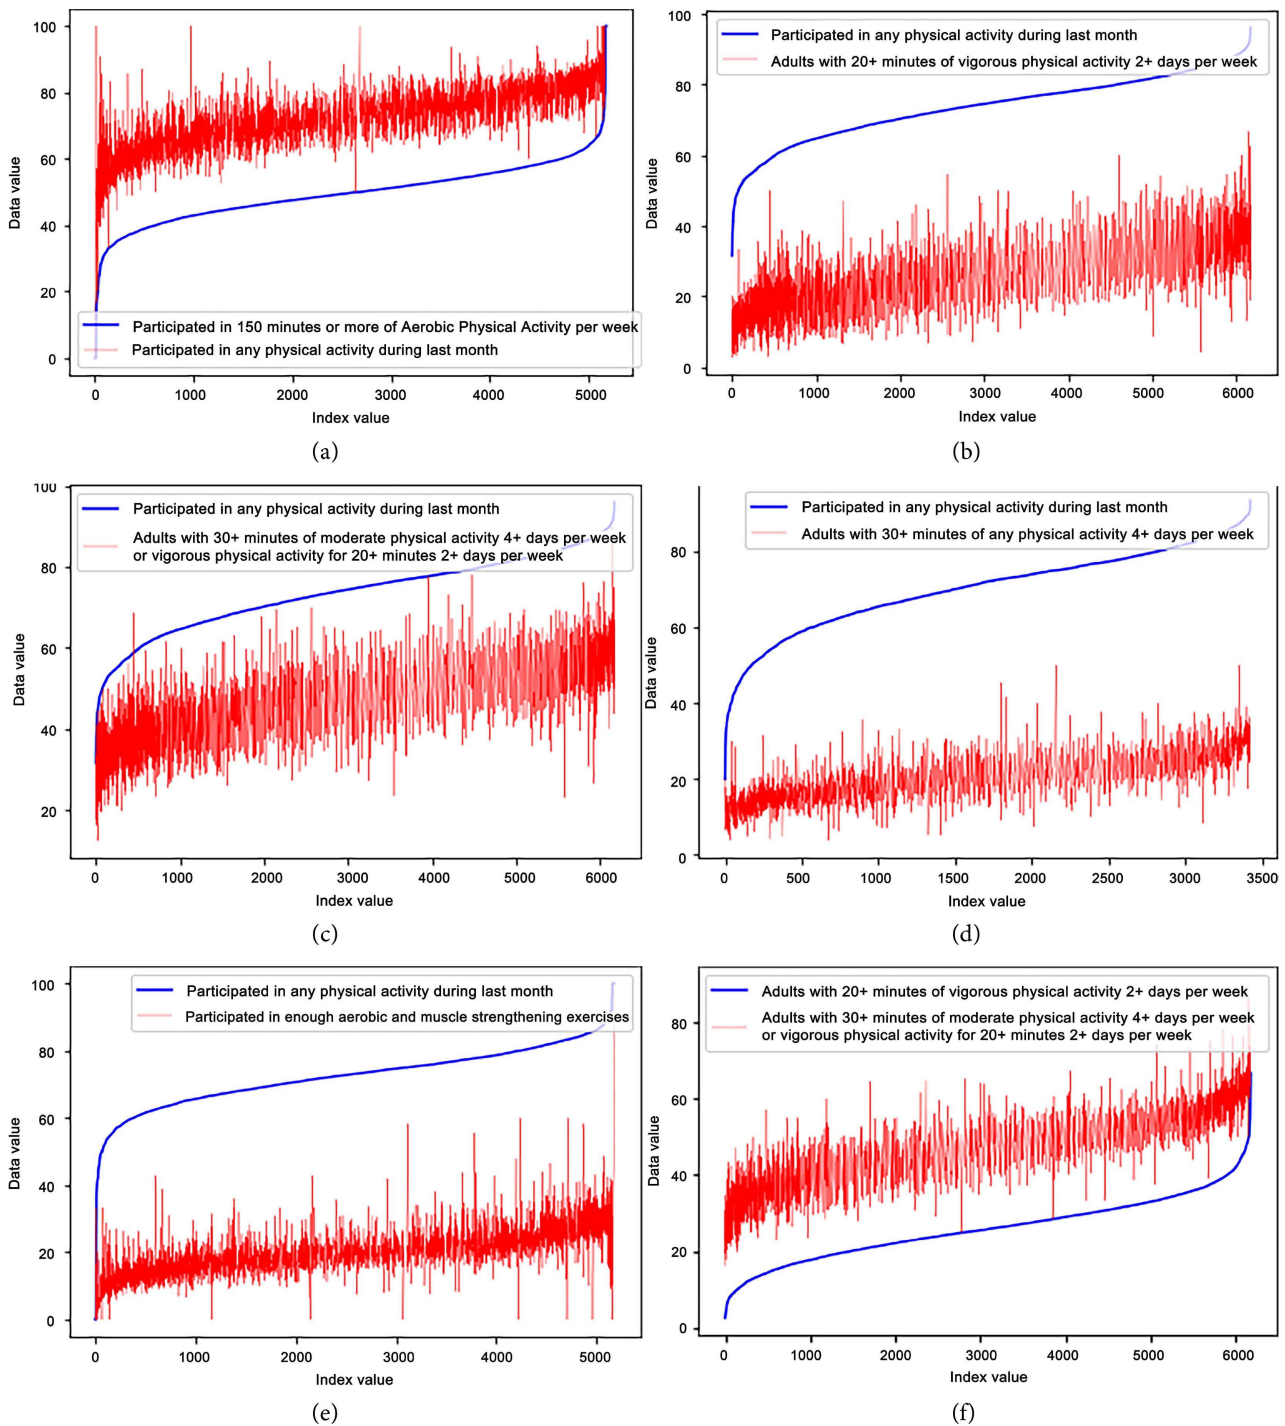 100
80
60
40
20
0
Data value
Participated in 150 minutes or more of Aerobic Physical Activity per week
Participated in any physical activity during last month
0 1000 2000 3000 4000 5000
Index value
(a)
100
80
60
40
20
0
Data value
Participated in any physical activity during last month
Adults with 20+ minutes of vigorous physical activity 2+ days per week
0 1000 2000 3000 4000 5000 6000
Index value
(b)
100
80
60
40
20
Data value
Participated in any physical activity during last month
Adults with 30+ minutes of moderate physical activity 4+ days per week
or vigorous physical activity for 20+ minutes 2+ days per week
0 1000 2000 3000 4000 5000 6000
Index value
(c)
80
60
40
20
0
Data value
Participated in any physical activity during last month
Adults with 30+ minutes of any physical activity 4+ days per week
0 500 1000 1500 2000 2500 3000 3500
Index value
(d)
100
80
60
40
20
0
Data value
Participated in any physical activity during last month
Participated in enough aerobic and muscle strengthening exercises
0 1000 2000 3000 4000 5000
Index value
(e)
80
60
40
20
0
Data value
Adults with 20+ minutes of vigorous physical activity 2+ days per week
Adults with 30+ minutes of moderate physical activity 4+ days per week
or vigorous physical activity for 20+ minutes 2+ days per week
0 1000 2000 3000 4000 5000 6000
Index value
(f)